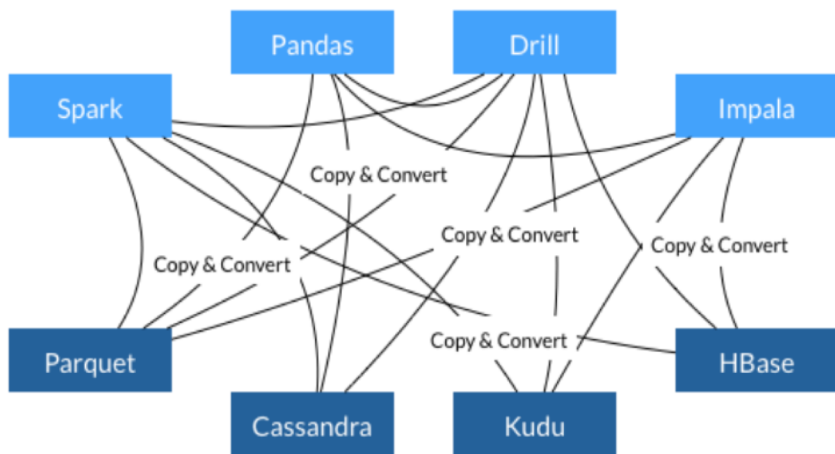 Pandas
Drill
Spark
Impala
Copy & Convert
Copy & Convert
Copy & Convert
Copy & Convert
Copy & Convert
Parquet
HBase
Cassandra
Kudu